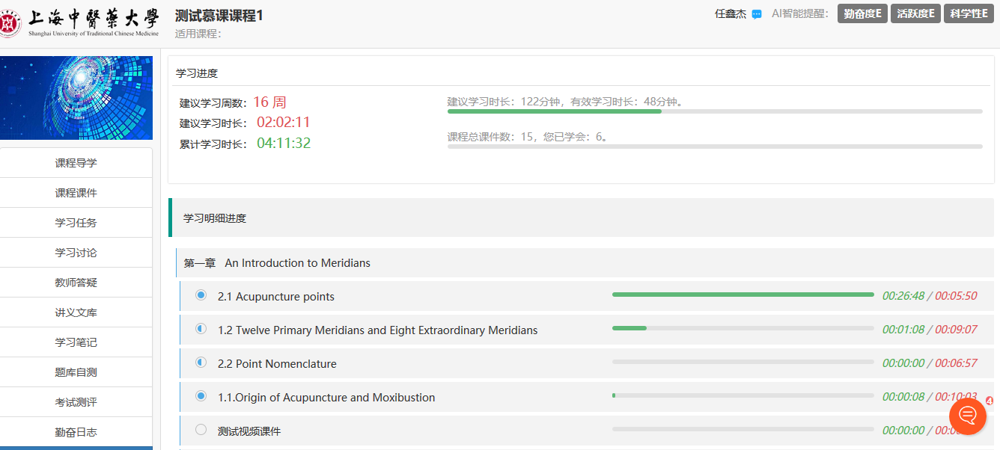 上海中醫藥大學
Shanghai University of Traditional Chinese Medicine
测试慕课课程1
适用课程：
任鑫杰 AI智能提醒： 勤奋度E 活跃度E 科学性E
课程导学
课程课件
学习任务
学习讨论
教师答疑
讲义文库
学习笔记
题库自测
考试测评
勤奋日志
学习进度
建议学习周数：16 周
建议学习时长：02:02:11
累计学习时长：04:11:32
建议学习时长：122分钟，有效学习时长：48分钟。
课程总课件数：15，您已学会：6。
学习明细进度
第一章 An Introduction to Meridians
2.1 Acupuncture points 00:26:48 / 00:05:50
1.2 Twelve Primary Meridians and Eight Extraordinary Meridians 00:01:08 / 00:09:07
2.2 Point Nomenclature 00:00:00 / 00:06:57
1.1.Origin of Acupuncture and Moxibustion 00:00:08 / 00:10:03
4
测试视频课件 00:00:00 /